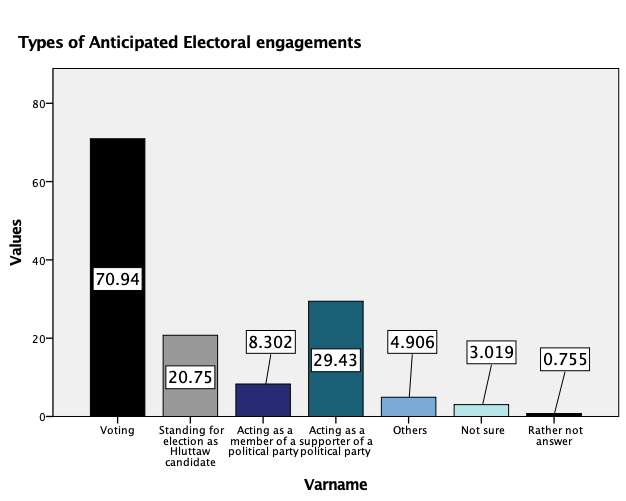 Types of Anticipated Electoral engagements
Values
80
60
40
20
0
70.94
20.75
8.302
29.43
4.906
3.019
0.755
Voting
Standing for
election as
Hluttaw
candidate
Acting as a
member of a
political party
Acting as a
supporter of a
political party
Others
Not sure
Rather not
answer
Varname